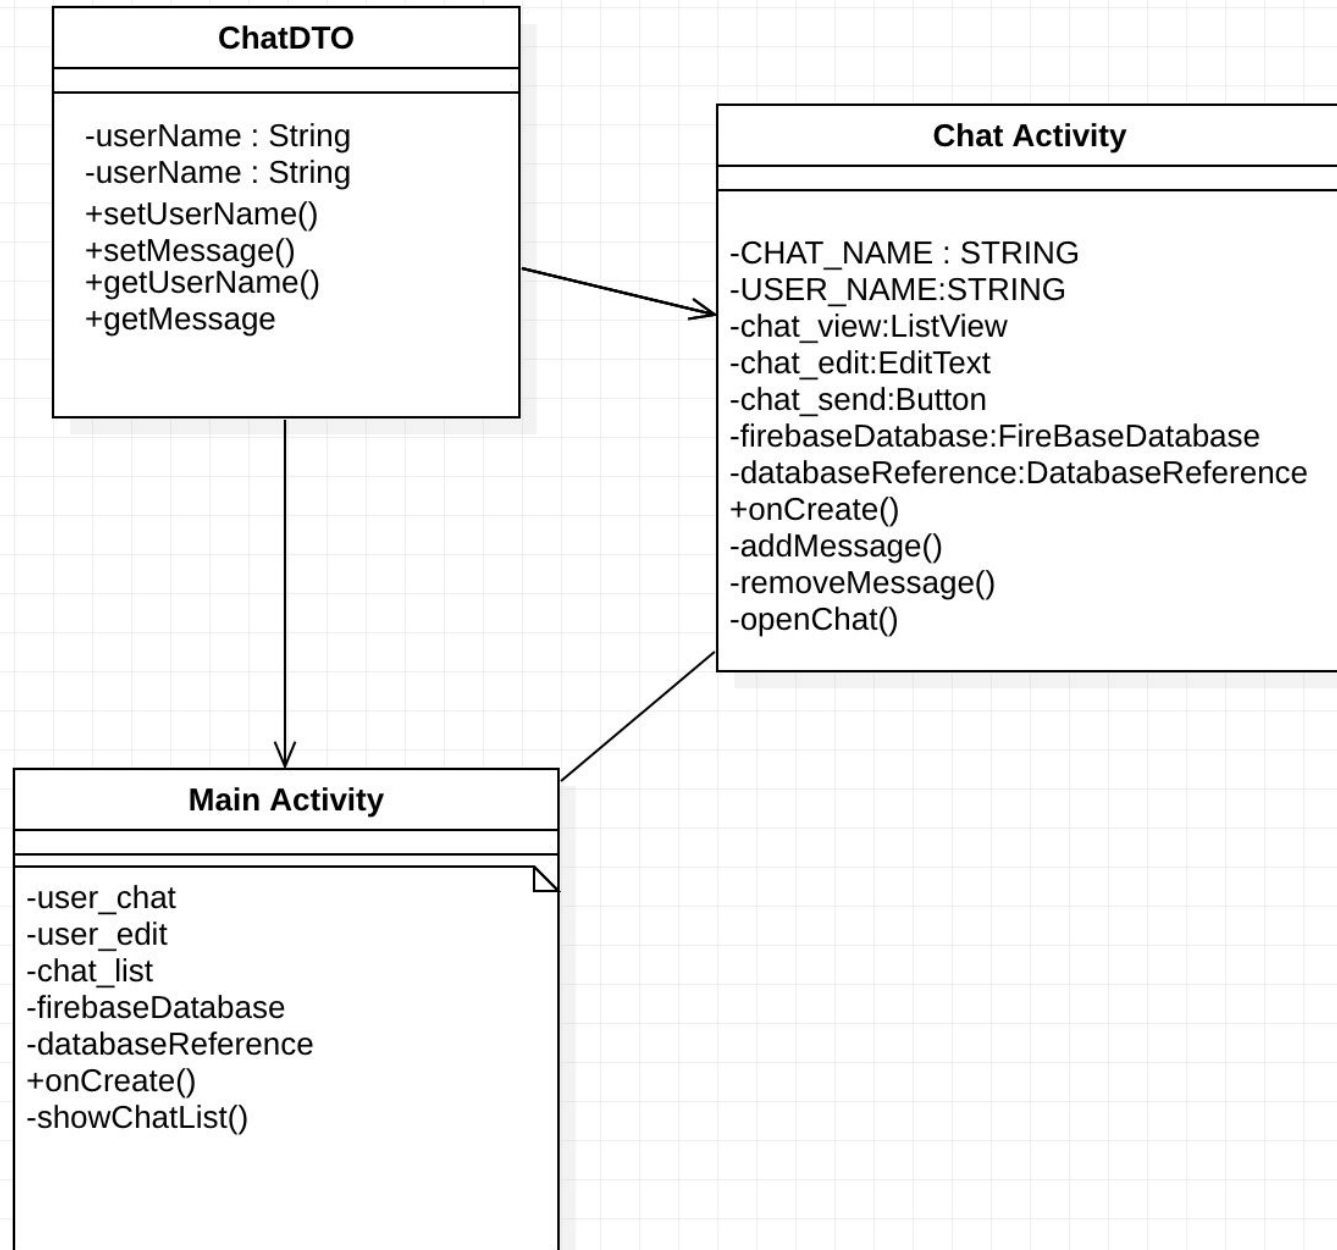 ChatDTO
-userName : String
-userName : String
+setUserName()
+setMessage()
+getUserName()
+getMessage
Chat Activity
-CHAT_NAME : STRING
-USER_NAME:STRING
-chat_view:ListView
-chat_edit:EditText
-chat_send:Button
-firebaseDatabase:FireBaseDatabase
-databaseReference:DatabaseReference
+onCreate()
-addMessage()
-removeMessage()
-openChat()
Main Activity
-user_chat
-user_edit
-chat_list
-firebaseDatabase
-databaseReference
+onCreate()
-showChatList()